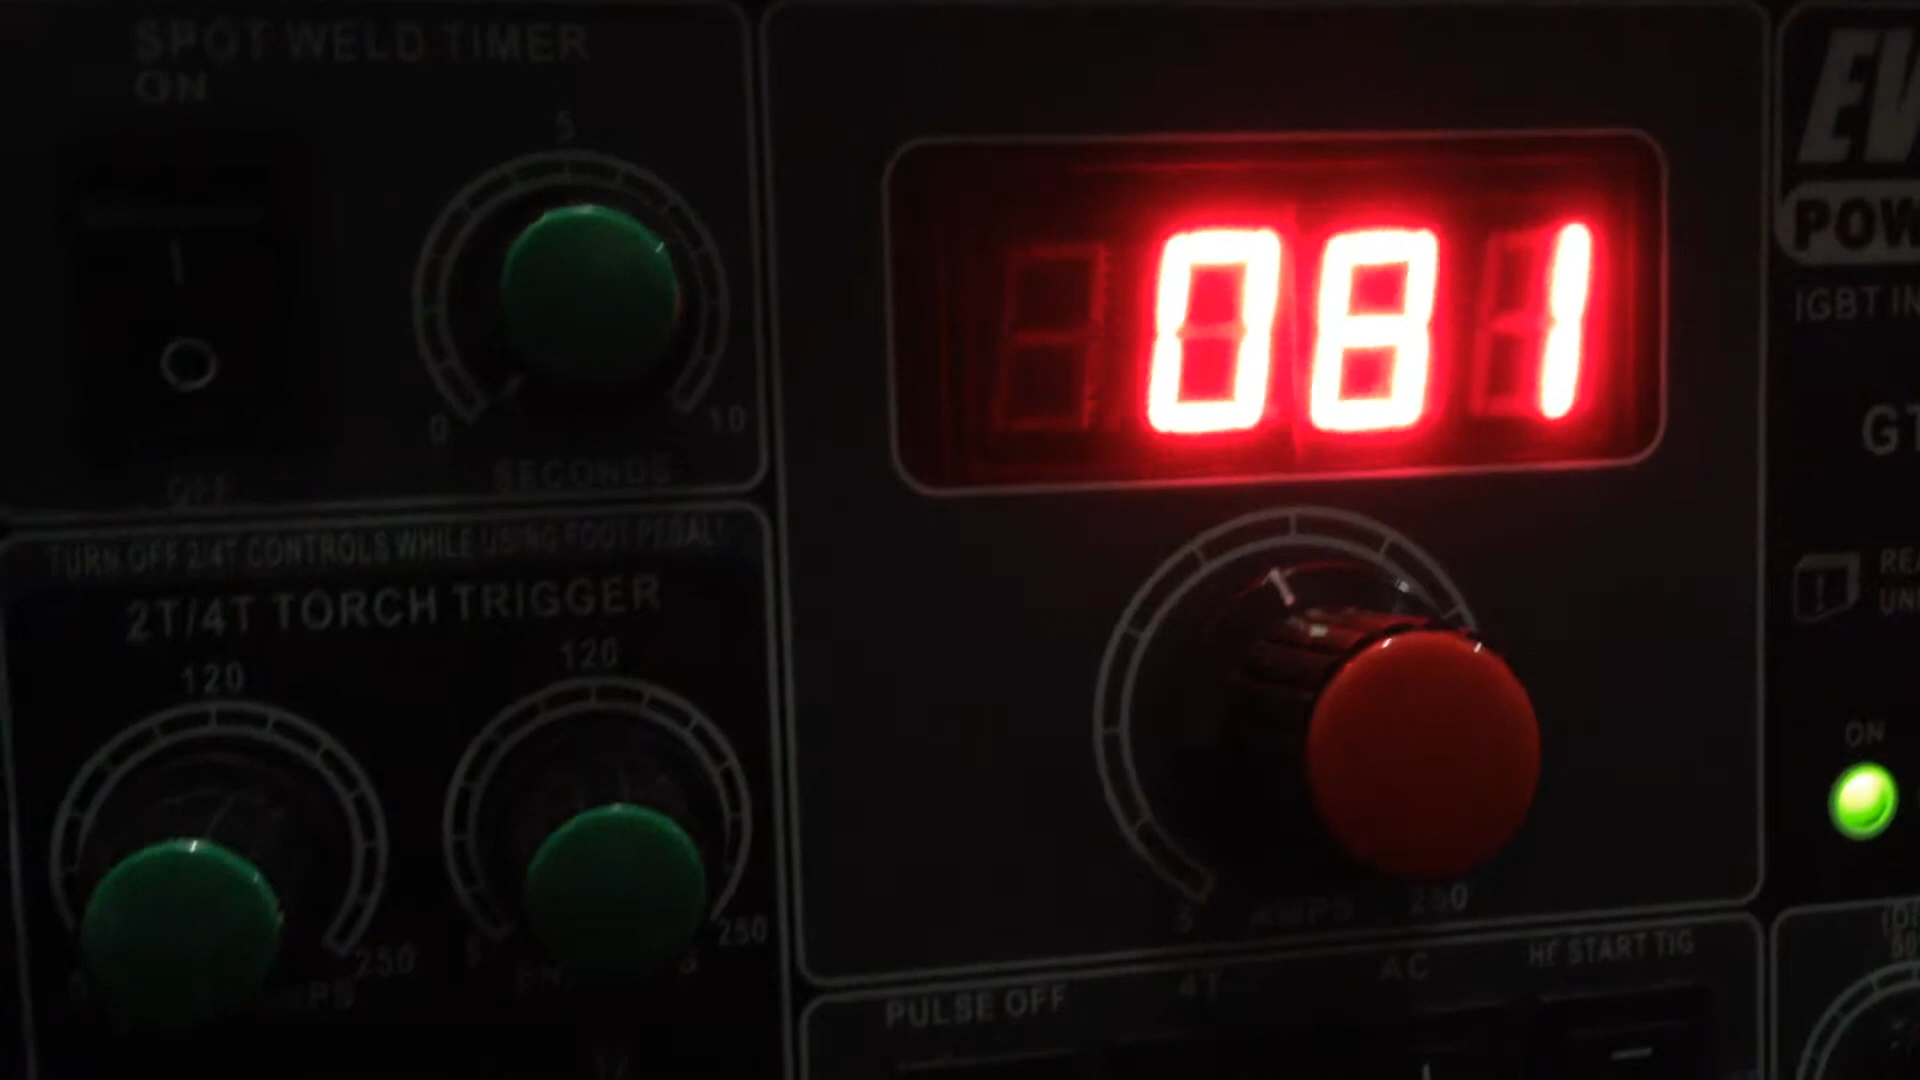 SPOT WELD TIMER
ON
5
0
10
SECONDS
OFF
TURN OFF 2/4T CONTROLS WHILE USING FOOT PEDAL!
2T/4T TORCH TRIGGER
120
120
250
250
081
5
AMPS
250
PULSE OFF
4T
AC
HF START TIG
ON